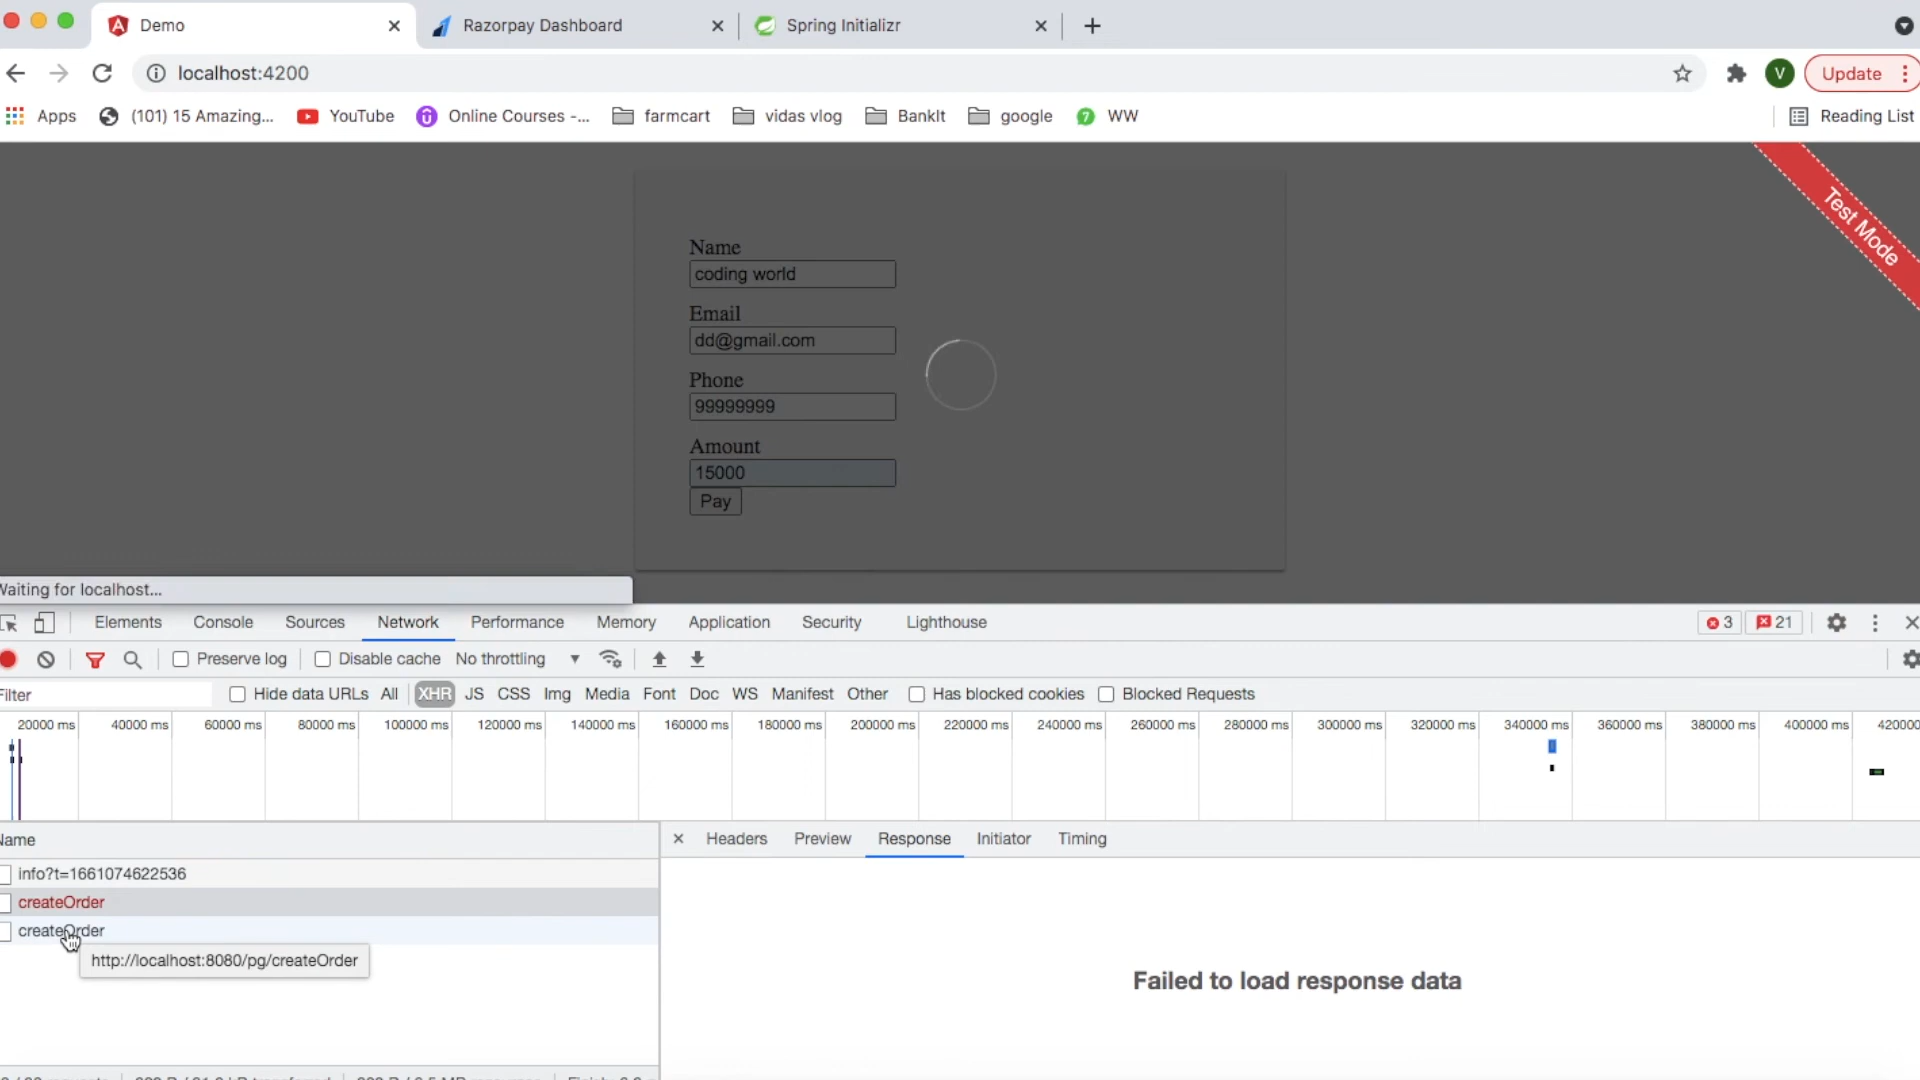 Demo
Razorpay Dashboard
Spring Initializr
localhost:4200
V
Update
Apps
(101) 15 Amazing...
YouTube
Online Courses -...
farmcart
vidas vlog
BankIt
google
WW
Reading List
Test Mode
Name
coding world
Email
dd@gmail.com
Phone
99999999
Amount
15000
Pay
Waiting for localhost...
Elements Console Sources Network Performance Memory Application Security Lighthouse 3 21
Preserve log Disable cache No throttling
Filter Hide data URLs All XHR JS CSS Img Media Font Doc WS Manifest Other Has blocked cookies Blocked Requests
20000 ms 40000 ms 60000 ms 80000 ms 100000 ms 120000 ms 140000 ms 160000 ms 180000 ms 200000 ms 220000 ms 240000 ms 260000 ms 280000 ms 300000 ms 320000 ms 340000 ms 360000 ms 380000 ms 400000 ms 420000
Name
Headers Preview Response Initiator Timing
info?t=1661074622536
createOrder
createOrder
http://localhost:8080/pg/createOrder
Failed to load response data